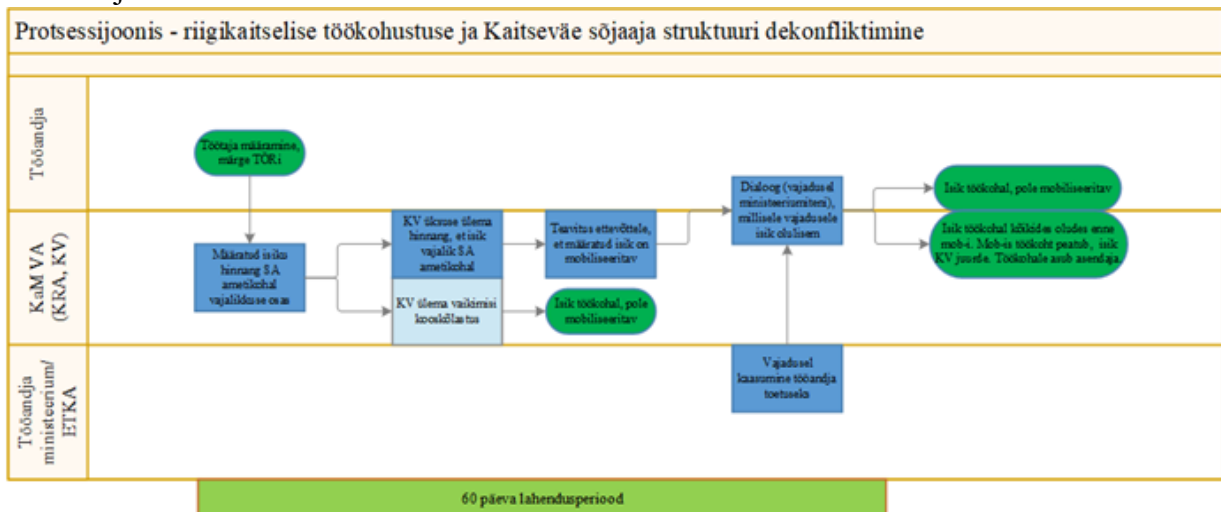 Protsessijoonis - riigikaitselise töökohustuse ja Kaitseväe sõjaaja struktuuri dekonfliktimine
Tööandja
Töötaja määramine,
märge TÖRi
Dialoog (vajadusel
ministeeriumiteni),
millisele vajadusele
isik olulisem
Isik töökohal, pole mobiliseeritav
KaM VA
(KRA, KV)
Määratud isiku
hinnang SA
ametikohal
vajalikkuse osas
KV üksuse ülema
hinnang, et isik
vajalik SA
ametikohal
Teavitus ettevõttele,
et määratud isik on
mobiliseeritav
Isik töökohal kõikides oludes enne
mob-i. Mob-is töökoht peatub, isik
KV juurde. Töökohale asub asendaja.
KV ülema vaikimisi
kooskõlastus
Isik töökohal, pole
mobiliseeritav
Tööandja
ministeerium/
ETKA
Vajadusel
kaasumine tööandja
toetuseks
60 päeva lahendusperiood